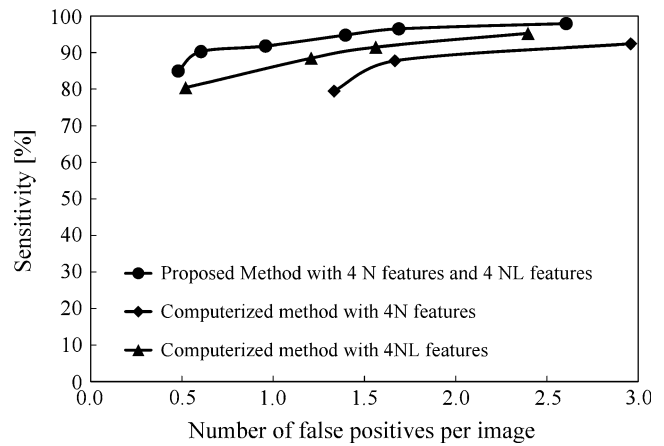 100
90
80
70
60
50
40
30
20
10
0
Sensitivity [%]
Proposed Method with 4 N features and 4 NL features
Computerized method with 4N features
Computerized method with 4NL features
0.0 0.5 1.0 1.5 2.0 2.5 3.0
Number of false positives per image